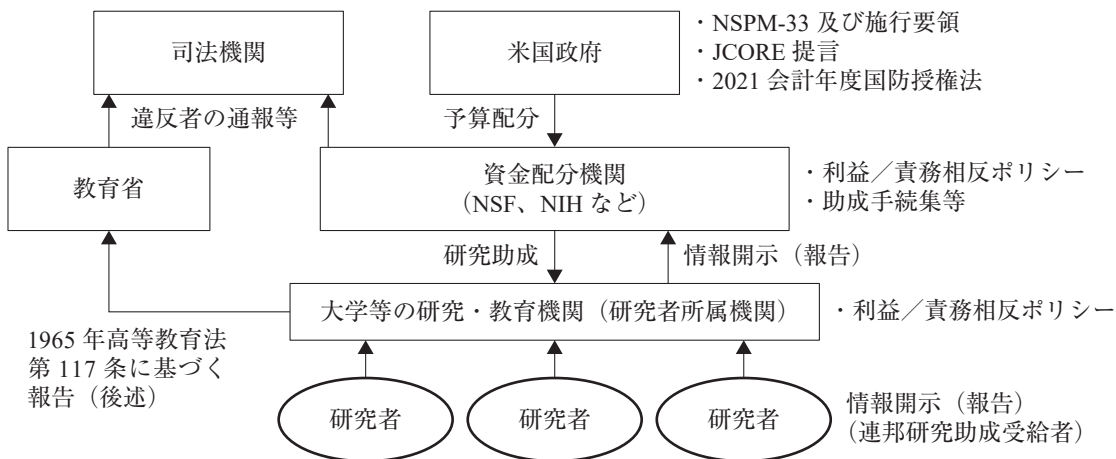 司法機関
米国政府
・NSPM-33 及び施行要領
・JCORE 提言
・2021 会計年度国防授権法
違反者の通報等
予算配分
教育省
資金配分機関
（NSF、NIH など）
・利益／責務相反ポリシー
・助成手続集等
研究助成
情報開示（報告）
大学等の研究・教育機関（研究者所属機関）
・利益／責務相反ポリシー
1965 年高等教育法
第 117 条に基づく
報告（後述）
研究者
研究者
研究者
情報開示（報告）
（連邦研究助成受給者）